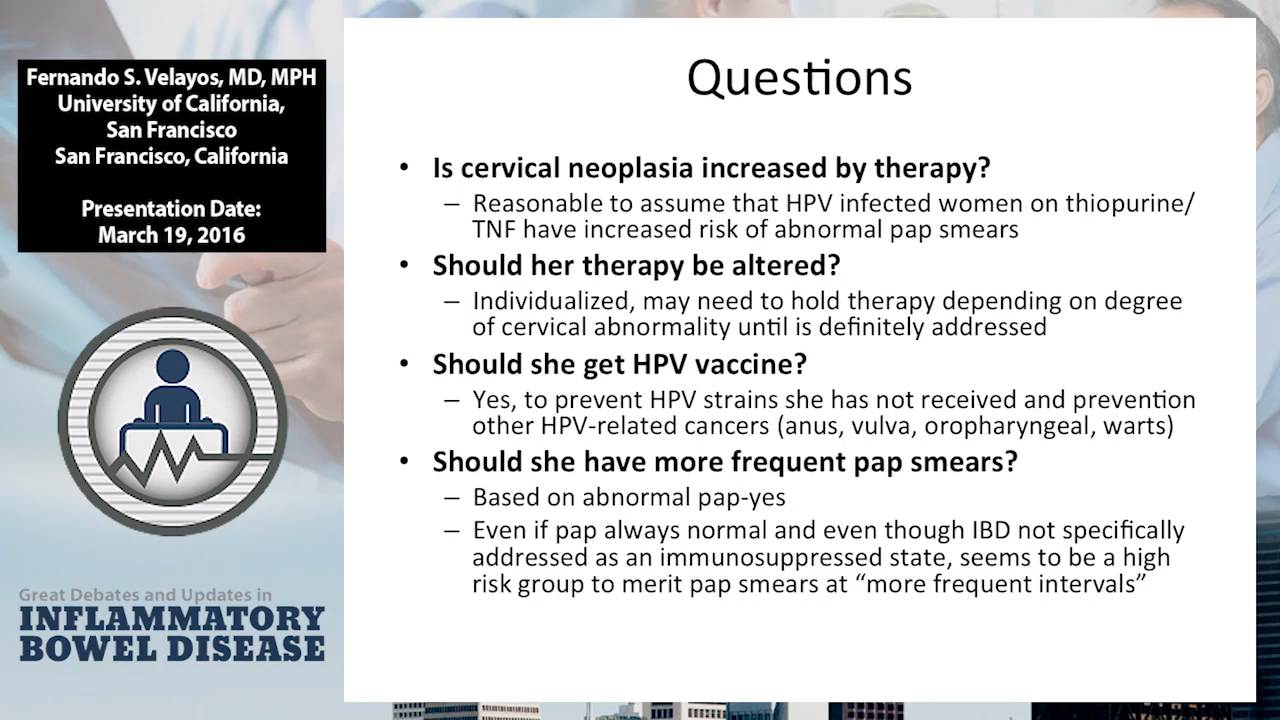 Fernando S. Velayos, MD, MPH
University of California,
San Francisco
San Francisco, California
Presentation Date:
March 19, 2016
Great Debates and Updates in
INFLAMMATORY
BOWEL DISEASE
Questions
• Is cervical neoplasia increased by therapy?
– Reasonable to assume that HPV infected women on thiopurine/
TNF have increased risk of abnormal pap smears
• Should her therapy be altered?
– Individualized, may need to hold therapy depending on degree
of cervical abnormality until is definitely addressed
• Should she get HPV vaccine?
– Yes, to prevent HPV strains she has not received and prevention
other HPV-related cancers (anus, vulva, oropharyngeal, warts)
• Should she have more frequent pap smears?
– Based on abnormal pap-yes
– Even if pap always normal and even though IBD not specifically
addressed as an immunosuppressed state, seems to be a high
risk group to merit pap smears at “more frequent intervals”